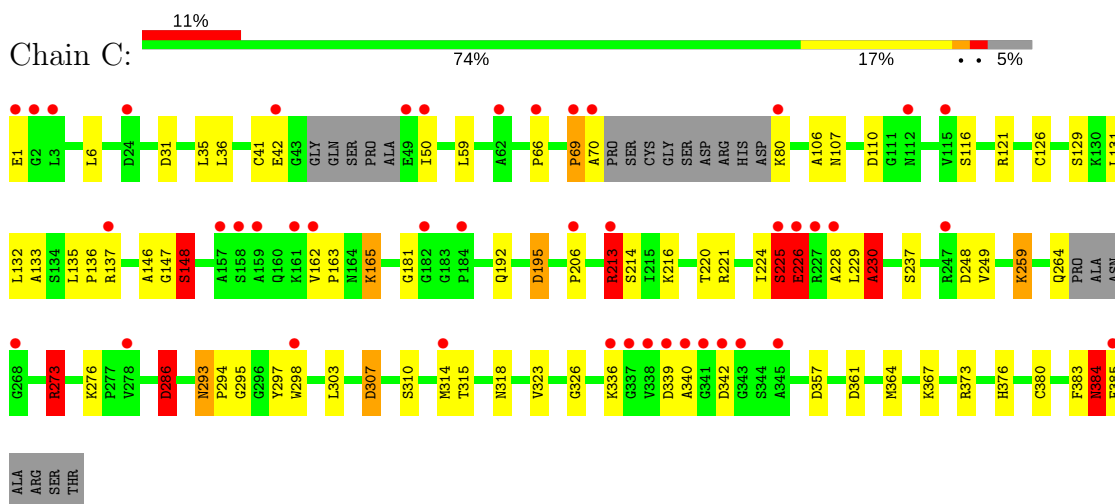 11%
Chain C:
74% 17% • • 5%
E1 G2 L3 L6 D24 D31 L35 L36 C41 E42 G43 GLY GLN SER PRO ALA E49 I50 L59 A62 P66 P69 A70 PRO SER CYS GLY SER ASP ARG HIS ASP K80 A106 N107 D110 G111 N112 V115 S116 R121 C126 S129 K130 L131
L132 A133 S134 L135 P136 R137 A146 G147 S148 A157 S158 A159 Q160 K161 V162 P163 N164 K165 G181 G182 G183 P184 Q192 D195 P206 R213 S214 I215 K216 T220 R221 I224 S225 E226 R227 A228 L229 A230 S237 R247 D248 V249 K259 Q264 PRO ALA ASN
G268 R273 K276 P277 V278 D286 N293 P294 G295 G296 Y297 W298 L303 D307 S310 M314 T315 N318 V323 G326 K336 G337 V338 D339 A340 G341 D342 G343 S344 A345 D357 D361 M364 K367 R373 H376 C380 F383 N384
ALA ARG SER THR